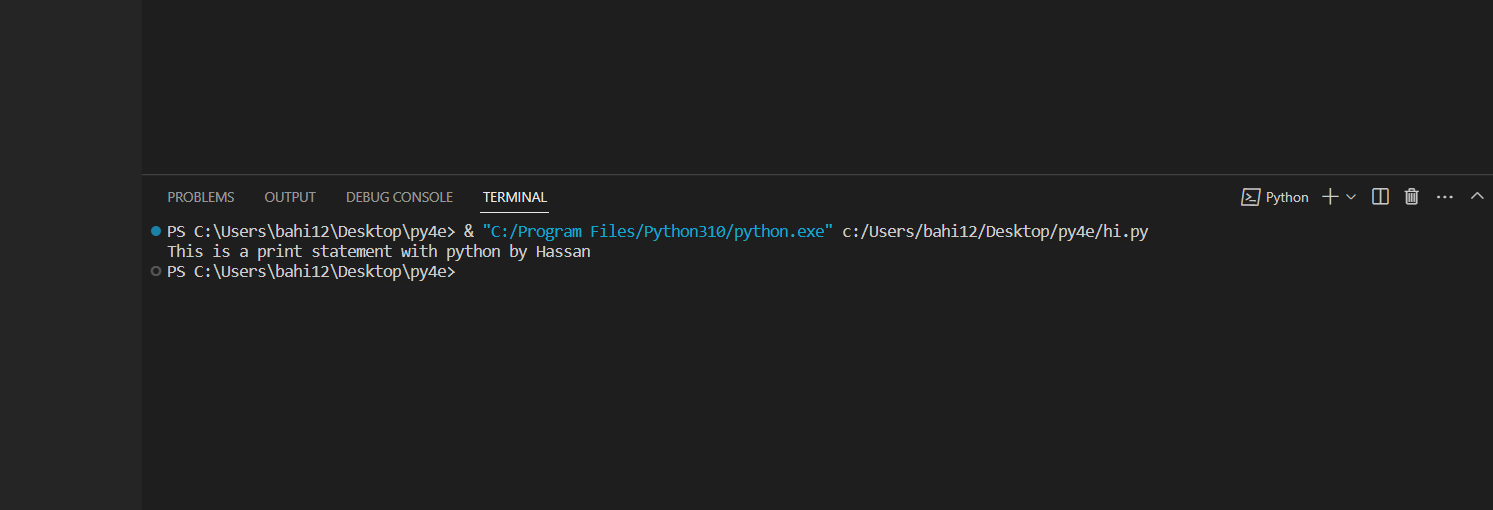 PROBLEMS OUTPUT DEBUG CONSOLE TERMINAL Python
PS C:\Users\bahi12\Desktop\py4e> & "C:/Program Files/Python310/python.exe" c:/Users/bahi12/Desktop/py4e/hi.py
This is a print statement with python by Hassan
PS C:\Users\bahi12\Desktop\py4e>